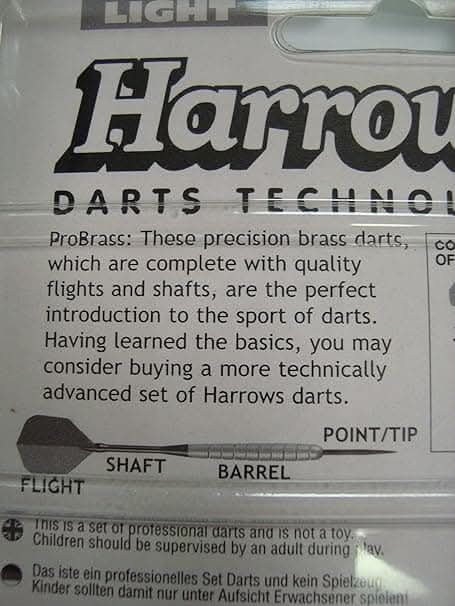 LIGHT
Harrow
DARTS TECHNOL
ProBrass: These precision brass darts,
which are complete with quality
flights and shafts, are the perfect
introduction to the sport of darts.
Having learned the basics, you may
consider buying a more technically
advanced set of Harrows darts.
CO
OF
POINT/TIP
SHAFT
BARREL
FLIGHT
This is a set of professional darts and is not a toy.
Children should be supervised by an adult during play.
Das iste ein professionelles Set Darts und kein Spielzeug.
Kinder sollten damit nur unter Aufsicht Erwachsener spielen!